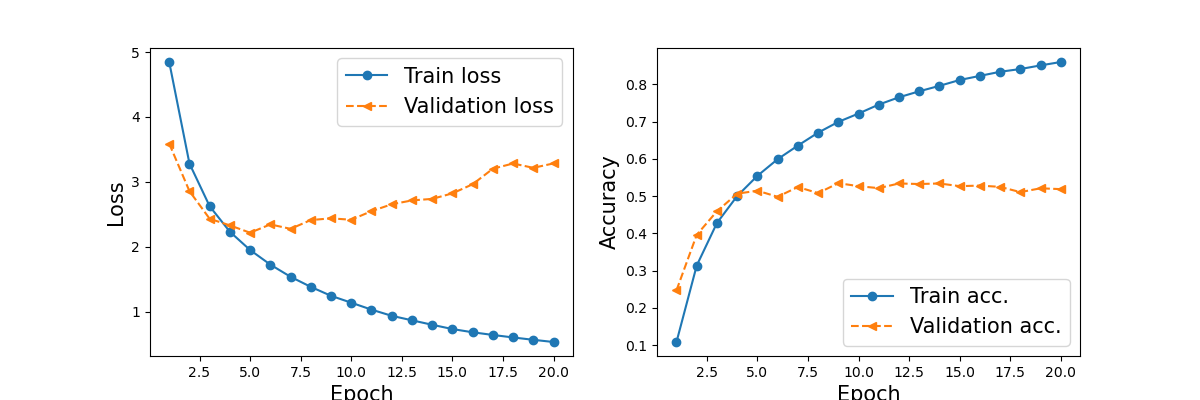 5
4
3
2
1
Loss
Train loss
Validation loss
2.5 5.0 7.5 10.0 12.5 15.0 17.5 20.0
Epoch
0.8
0.7
0.6
0.5
0.4
0.3
0.2
0.1
Accuracy
Train acc.
Validation acc.
2.5 5.0 7.5 10.0 12.5 15.0 17.5 20.0
Epoch